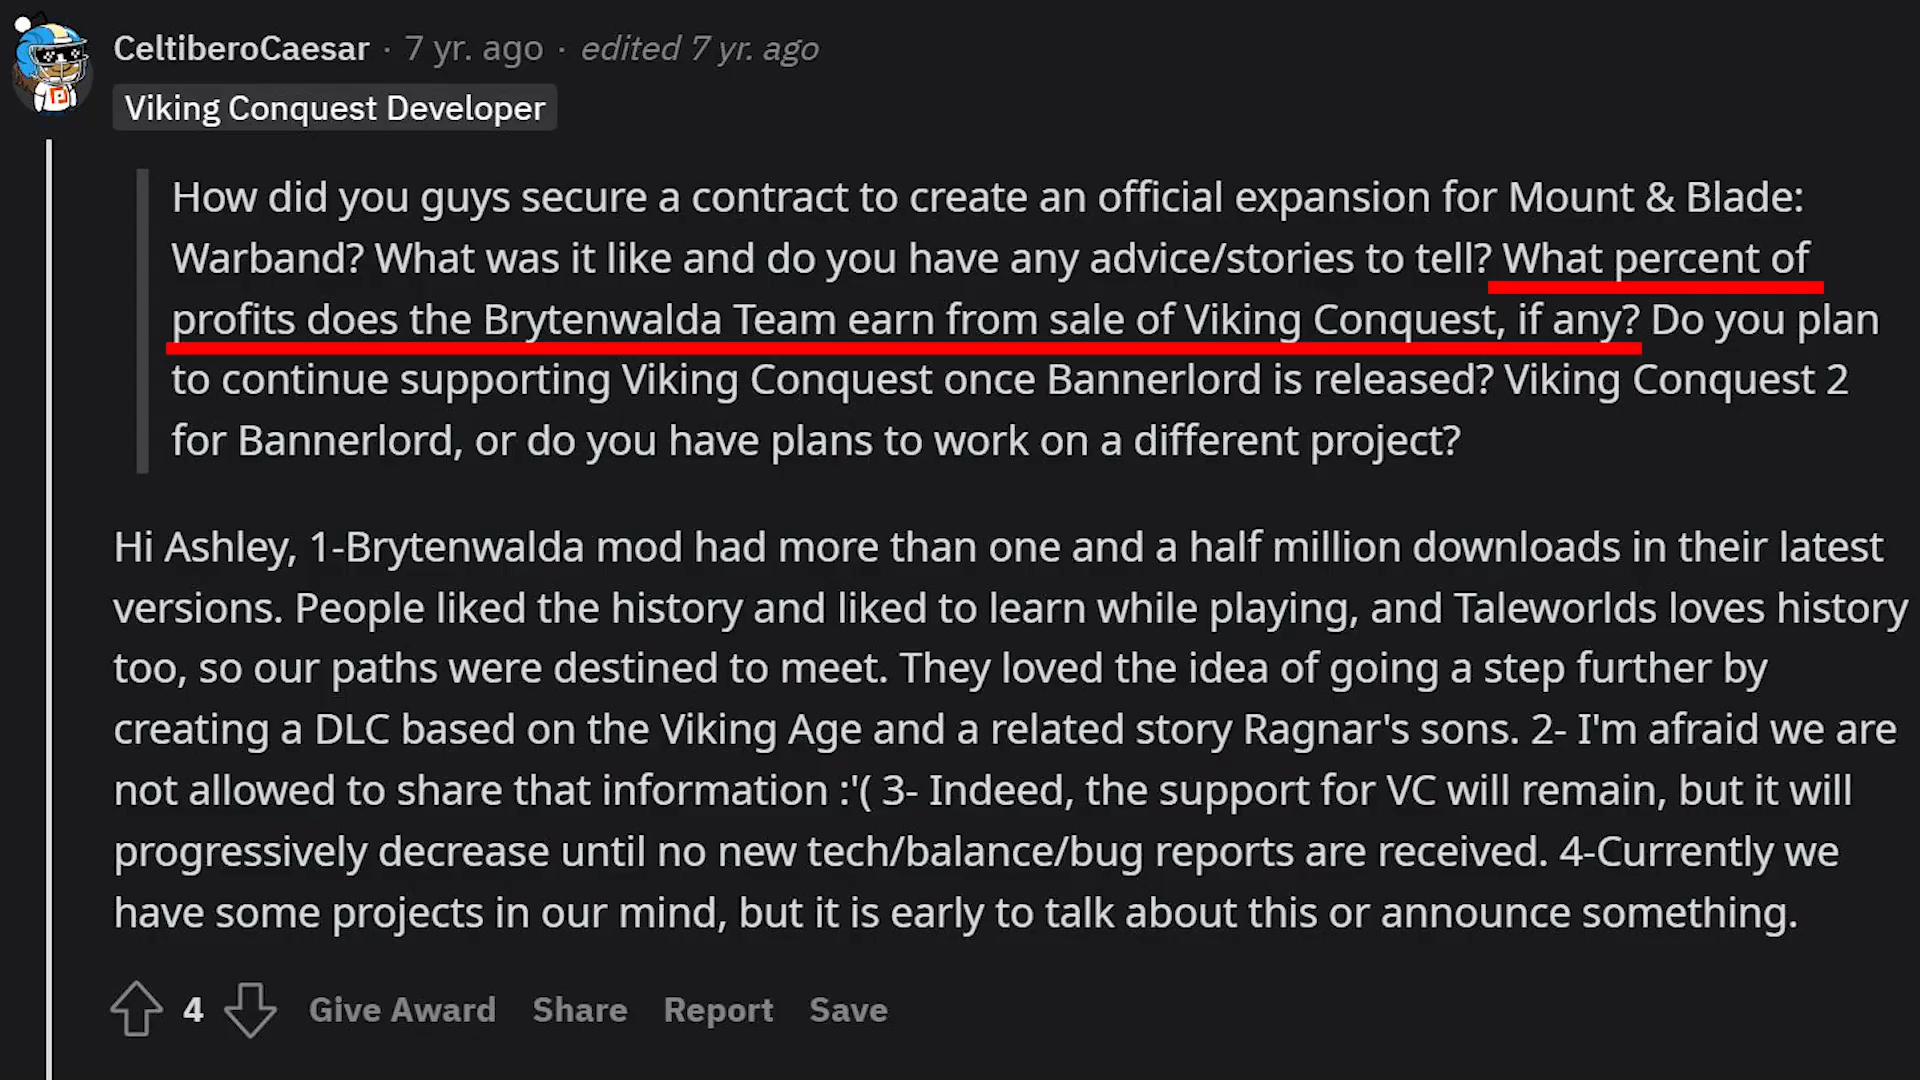 CeltiberoCaesar · 7 yr. ago · edited 7 yr. ago
Viking Conquest Developer
How did you guys secure a contract to create an official expansion for Mount & Blade:
Warband? What was it like and do you have any advice/stories to tell? What percent of
profits does the Brytenwalda Team earn from sale of Viking Conquest, if any? Do you plan
to continue supporting Viking Conquest once Bannerlord is released? Viking Conquest 2
for Bannerlord, or do you have plans to work on a different project?
Hi Ashley, 1-Brytenwalda mod had more than one and a half million downloads in their latest
versions. People liked the history and liked to learn while playing, and Taleworlds loves history
too, so our paths were destined to meet. They loved the idea of going a step further by
creating a DLC based on the Viking Age and a related story Ragnar's sons. 2- I'm afraid we are
not allowed to share that information :'( 3- Indeed, the support for VC will remain, but it will
progressively decrease until no new tech/balance/bug reports are received. 4-Currently we
have some projects in our mind, but it is early to talk about this or announce something.
4 Give Award Share Report Save